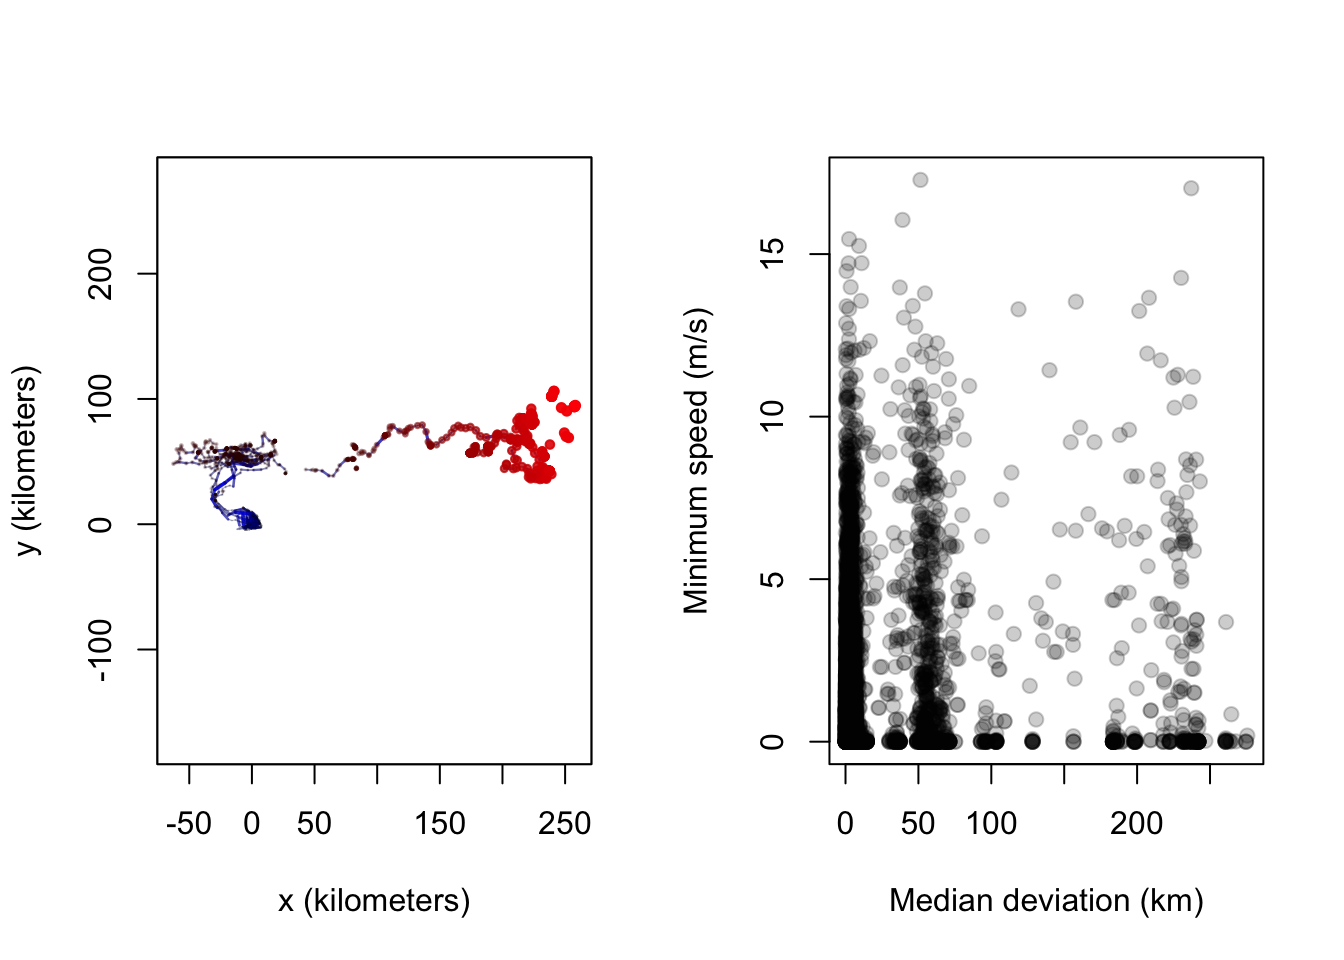 y (kilometers)
200
100
0
-100
-50 0 50 150 250
x (kilometers)
Minimum speed (m/s)
15
10
5
0
0 50 100 200
Median deviation (km)